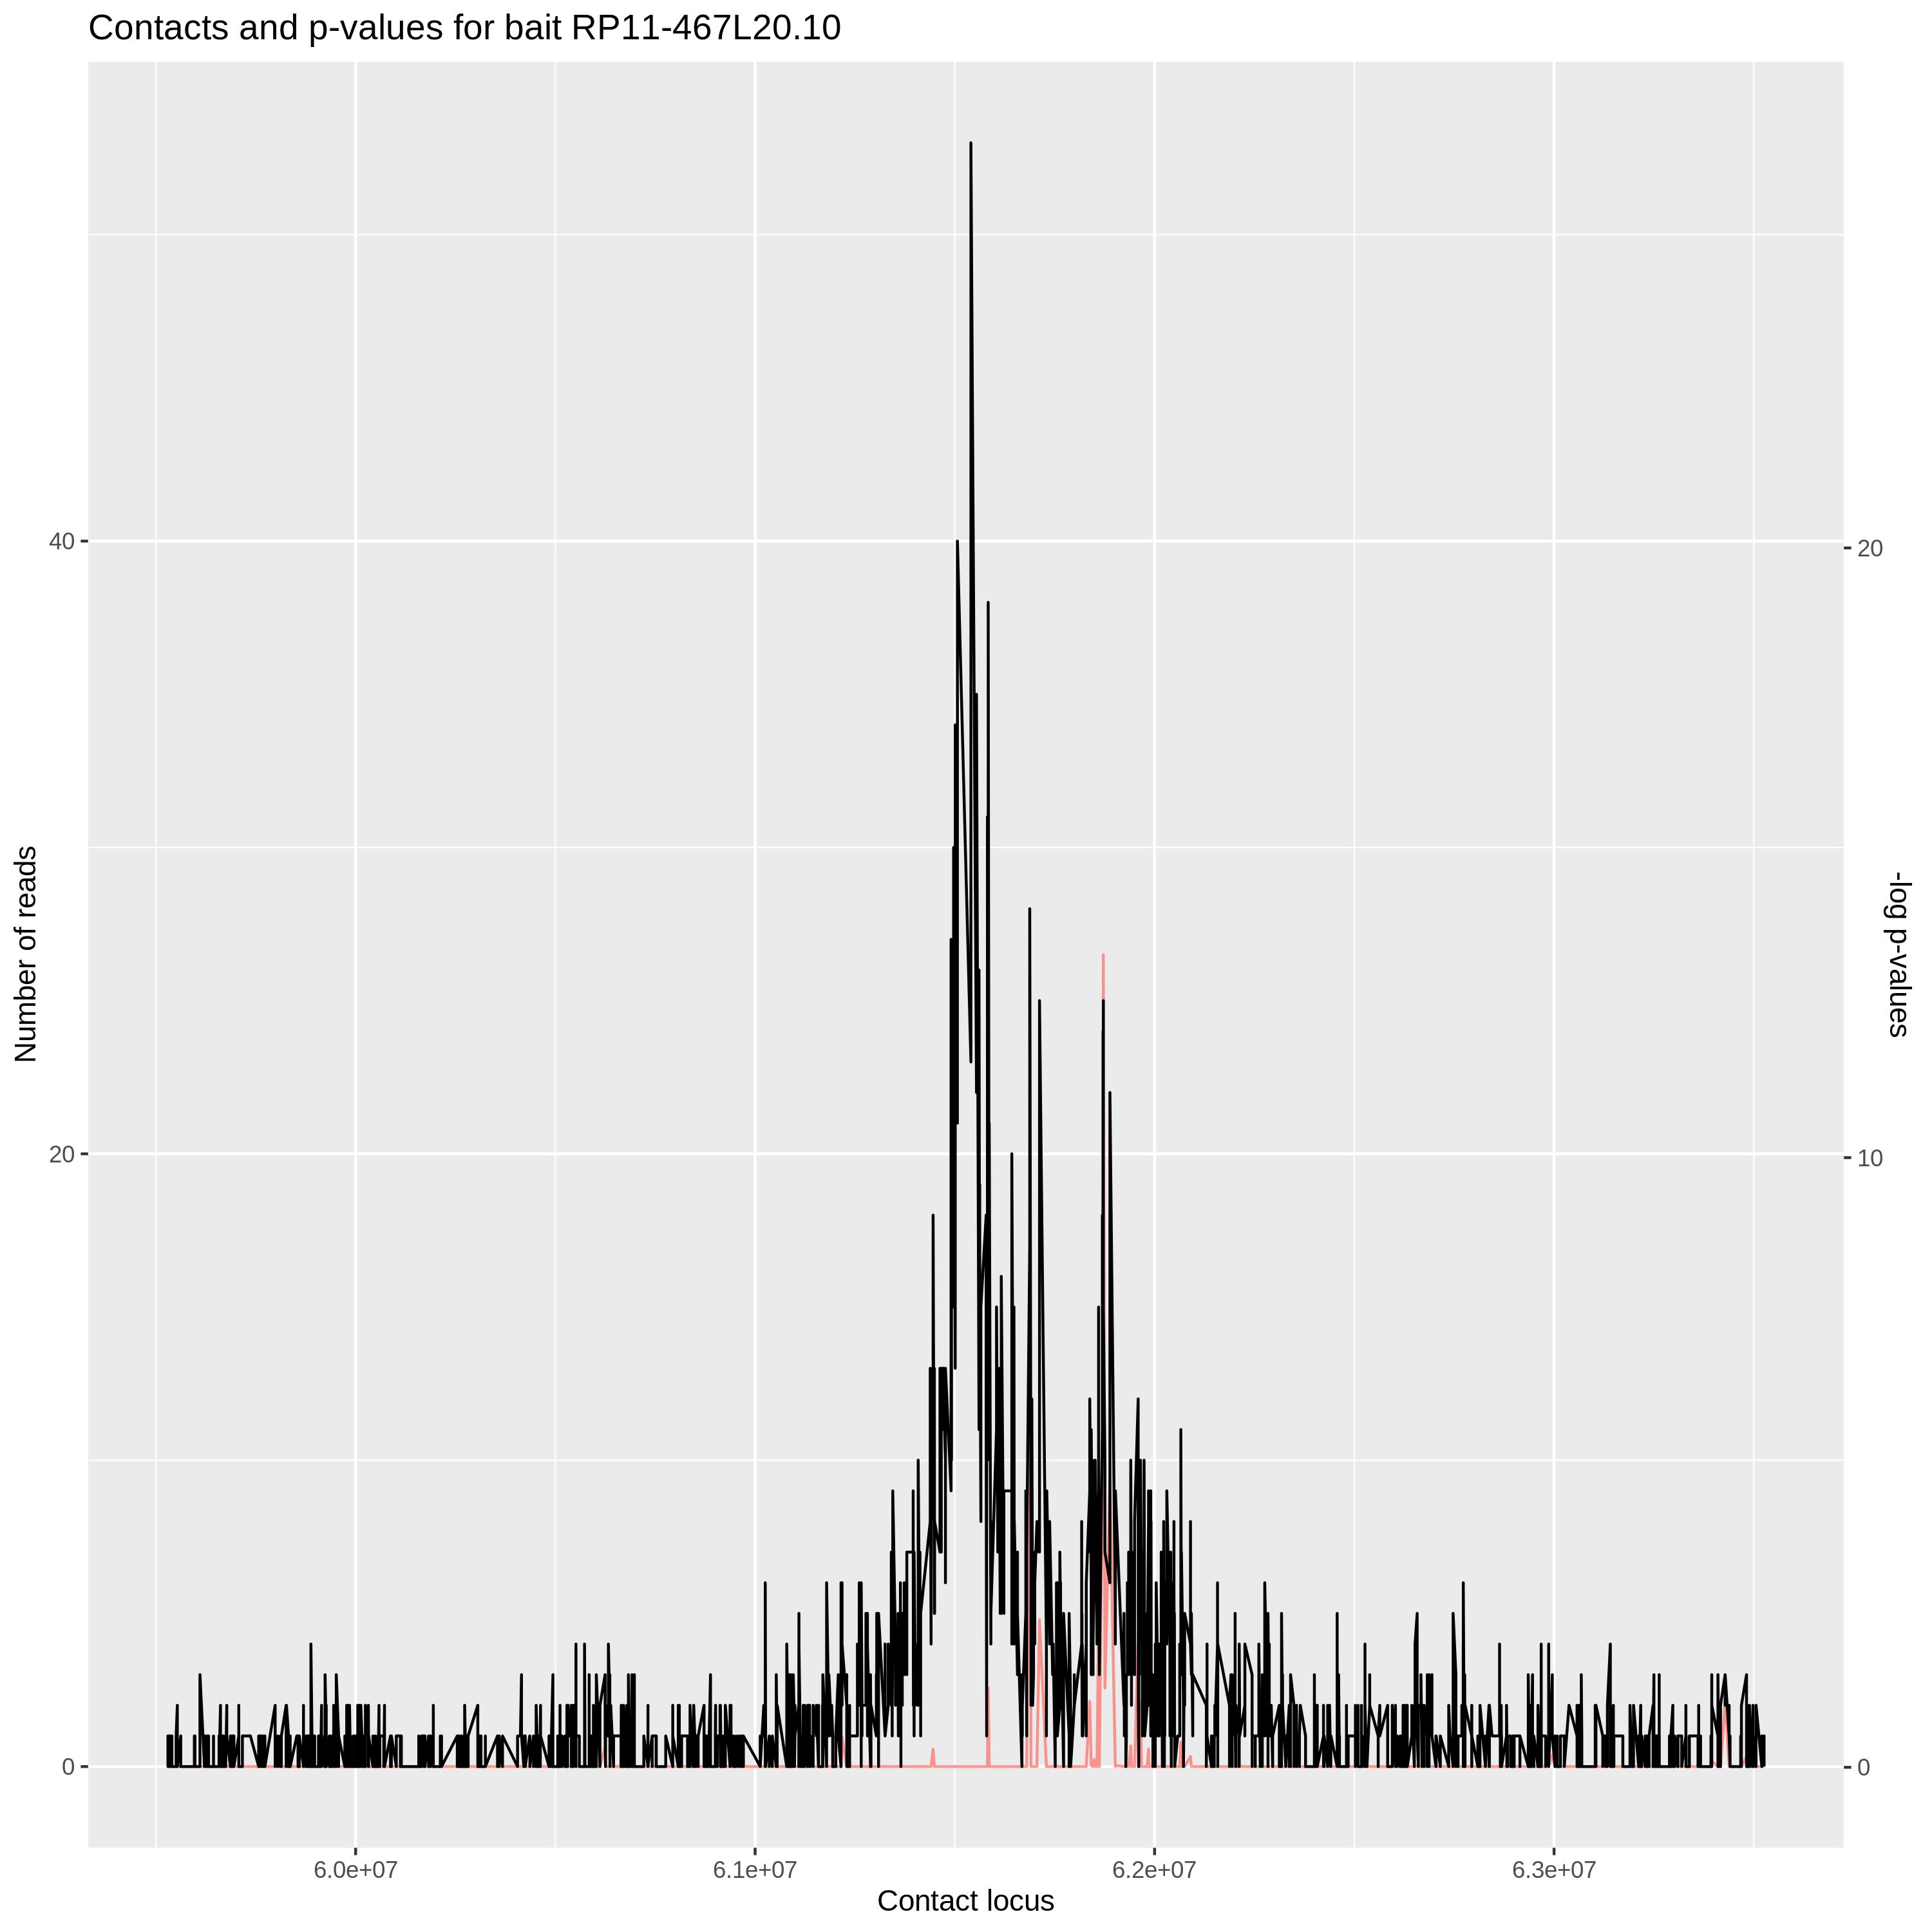 Contacts and p-values for bait RP11-467L20.10
Number of reads
40
20
0
20
10
0
-log p-values
6.0e+07
6.1e+07
6.2e+07
6.3e+07
Contact locus